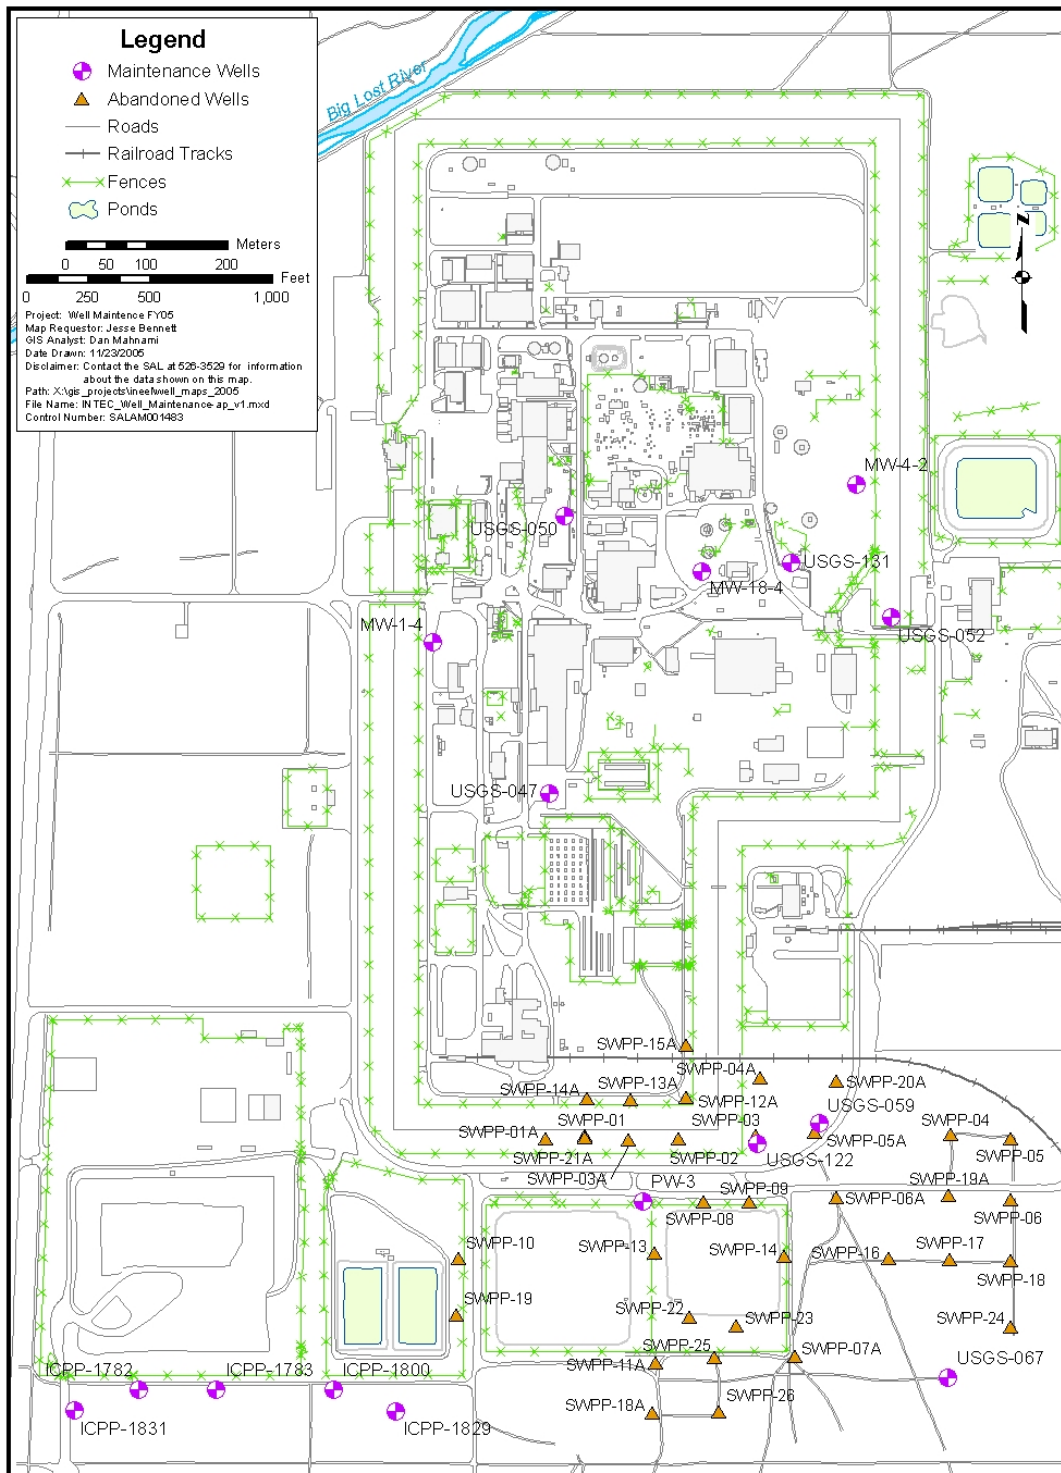 Legend
Maintenance Wells
Abandoned Wells
Roads
Railroad Tracks
Fences
Ponds
Meters
0 50 100 200
Feet
0 250 500 1,000
Project: Well Maintence FY05
Map Requestor: Jesse Bennett
GIS Analyst: Dan Mahnami
Date Drawn: 11/23/2005
Disclaimer: Contact the SAL at 526-3529 for information
about the data shown on this map.
Path: X:\gis_projects\ineel\well_maps_2005
File Name: INTEC_Well_Maintenance-ap_v1.mxd
Control Number: SALAM001483
Big Lost River
Z
MW-4-2
USGS-050
USGS-131
MW-18-4
MW-1-4
USGS-052
USGS-047
SWPP-15A
SWPP-04A
SWPP-20A
SWPP-14A
SWPP-13A
SWPP-12A
USGS-059
SWPP-01A
SWPP-01
SWPP-03
SWPP-05A
SWPP-04
SWPP-21A
SWPP-02
USGS-122
SWPP-05
SWPP-03A
PW-3
SWPP-09
SWPP-06A
SWPP-19A
SWPP-08
SWPP-06
SWPP-10
SWPP-13
SWPP-14
SWPP-16
SWPP-17
SWPP-18
SWPP-19
SWPP-22
SWPP-23
SWPP-24
SWPP-25
SWPP-11A
SWPP-07A
USGS-067
ICPP-1782
ICPP-1783
ICPP-1800
SWPP-18A
SWPP-26
ICPP-1831
ICPP-1829